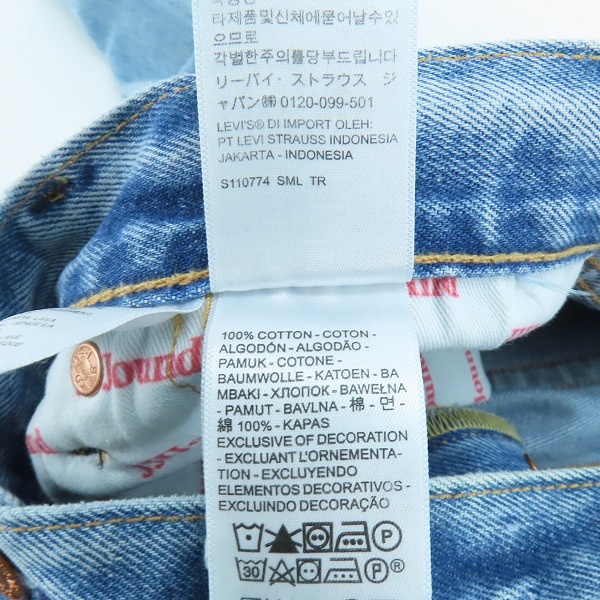 타제품및신체에묻어날수있
으므로
각별한주의를당부드립니다
リーバイ・ストラウス ジ
ャパン㈱ 0120-099-501
LEVI'S® DI IMPORT OLEH:
PT LEVI STRAUSS INDONESIA
JAKARTA - INDONESIA
S110774 SML TR
100% COTTON - COTON -
ALGODÓN - ALGODÃO -
PAMUK - COTONE -
BAUMWOLLE - KATOEN - BA
MBAKI - ХЛОПОК - BAWEŁNA
- PAMUT - BAVLNA - 棉 - 면 -
綿 100% - KAPAS
EXCLUSIVE OF DECORATION
- EXCLUANT L'ORNEMENTA-
TION - EXCLUYENDO
ELEMENTOS DECORATIVOS -
EXCLUINDO DECORAÇÃO
P
30 P ®